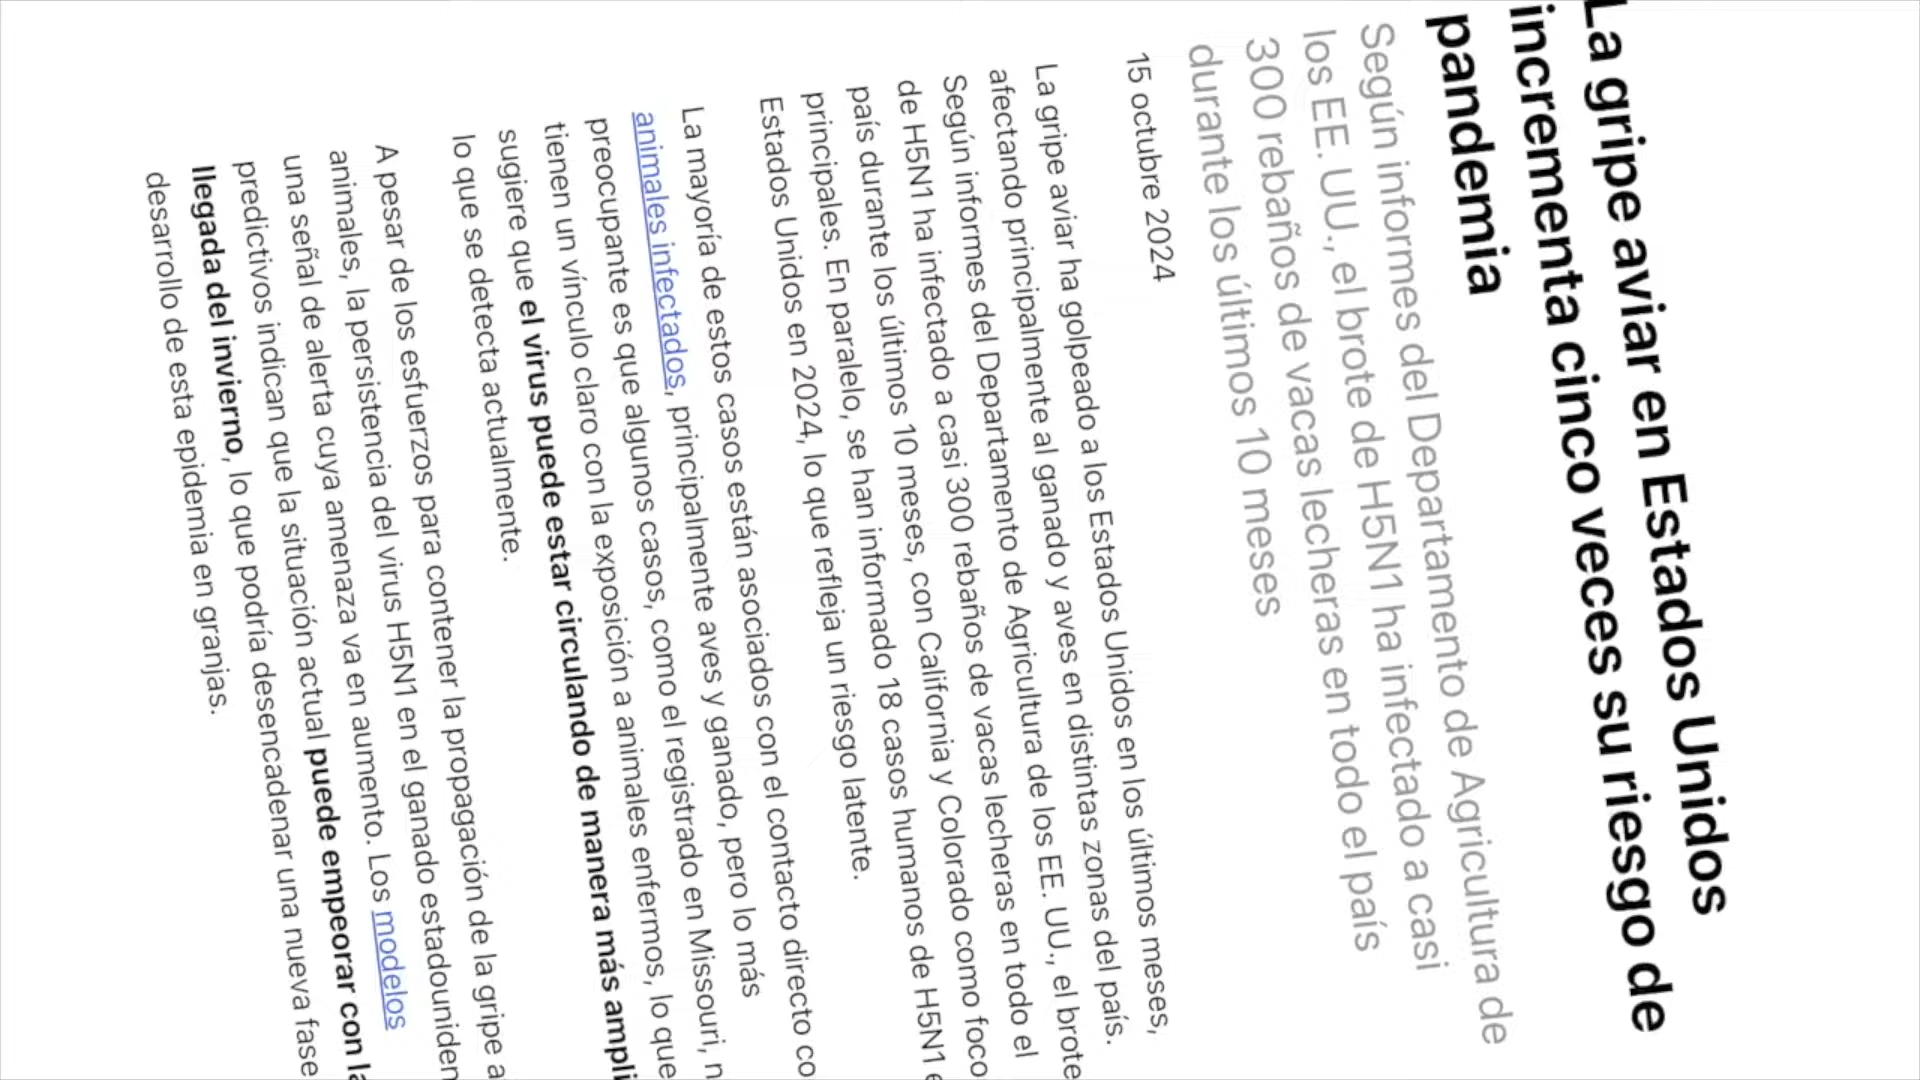 La gripe aviar en Estados Unidos
incrementa cinco veces su riesgo de
pandemia
Según informes del Departamento de Agricultura de
los EE. UU., el brote de H5N1 ha infectado a casi
300 rebaños de vacas lecheras en todo el país
durante los últimos 10 meses
15 octubre 2024
La gripe aviar ha golpeado a los Estados Unidos en los últimos meses,
afectando principalmente al ganado y aves en distintas zonas del país.
Según informes del Departamento de Agricultura de los EE. UU., el brote
de H5N1 ha infectado a casi 300 rebaños de vacas lecheras en todo el
país durante los últimos 10 meses, con California y Colorado como foco
principales. En paralelo, se han informado 18 casos humanos de H5N1 e
Estados Unidos en 2024, lo que refleja un riesgo latente.
La mayoría de estos casos están asociados con el contacto directo co
animales infectados, principalmente aves y ganado, pero lo más
preocupante es que algunos casos, como el registrado en Missouri, n
tienen un vínculo claro con la exposición a animales enfermos, lo que
sugiere que el virus puede estar circulando de manera más ampli
lo que se detecta actualmente.
A pesar de los esfuerzos para contener la propagación de la gripe a
animales, la persistencia del virus H5N1 en el ganado estadouniden
una señal de alerta cuya amenaza va en aumento. Los modelos
predictivos indican que la situación actual puede empeorar con la
llegada del invierno, lo que podría desencadenar una nueva fase
desarrollo de esta epidemia en granjas.